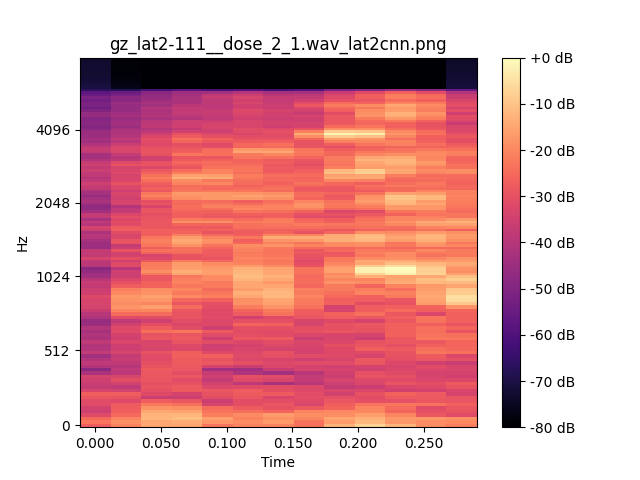 gz_lat2-111__dose_2_1.wav_lat2cnn.png
Hz
4096
2048
1024
512
0
0.000 0.050 0.100 0.150 0.200 0.250
Time
+0 dB
-10 dB
-20 dB
-30 dB
-40 dB
-50 dB
-60 dB
-70 dB
-80 dB